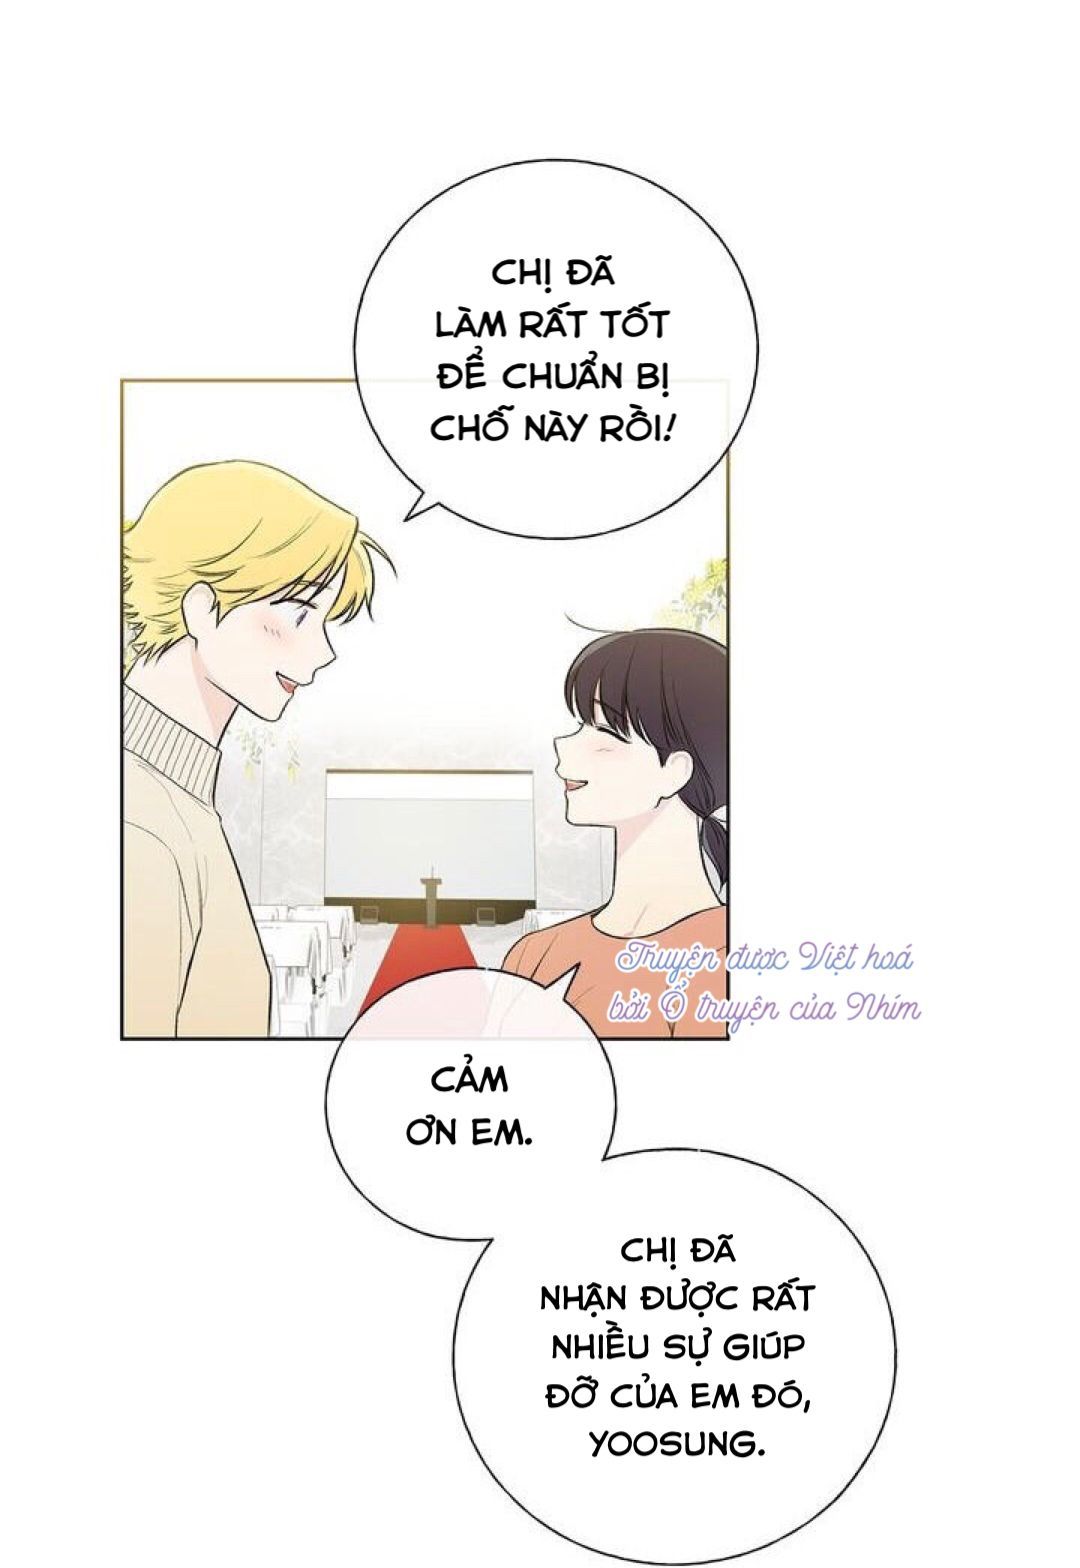 CHỊ ĐÃ
LÀM RẤT TỐT
ĐỂ CHUẨN BỊ
CHỖ NÀY RỒI!
Truyện được Việt hoá
bởi Ổ truyện của Nhím
CẢM
ƠN EM.
CHỊ ĐÃ
NHẬN ĐƯỢC RẤT
NHIỀU SỰ GIÚP
ĐỠ CỦA EM ĐÓ,
YOOSUNG.